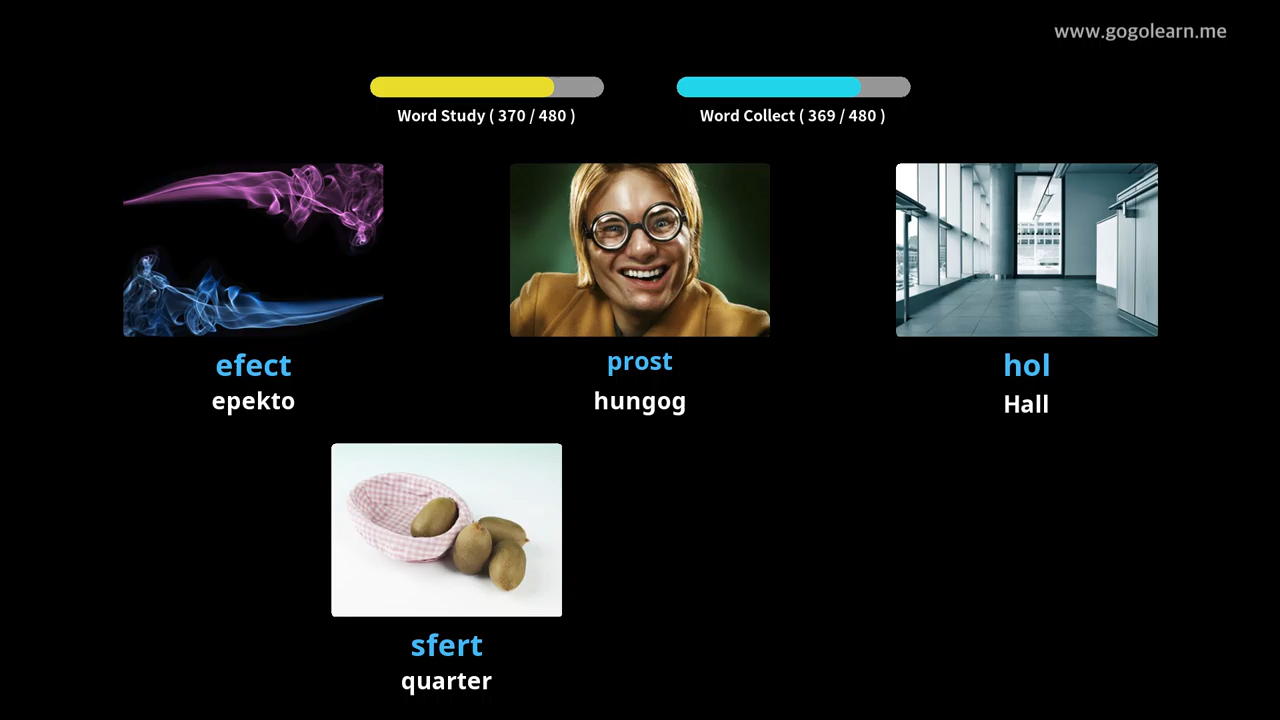 www.gogolearn.me
Word Study ( 370 / 480 )
Word Collect ( 369 / 480 )
efect
epekto
prost
hungog
hol
Hall
sfert
quarter